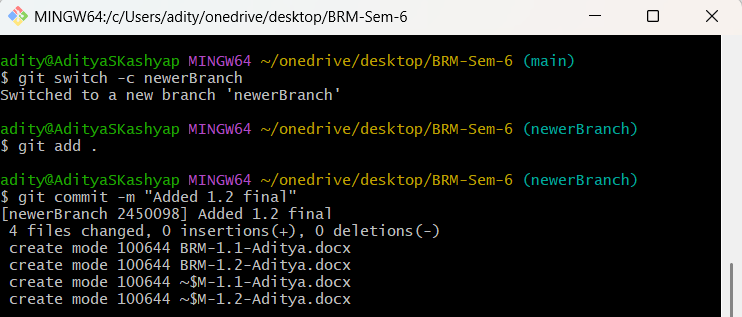 MINGW64:/c/Users/adity/onedrive/desktop/BRM-Sem-6
adity@AdityaSKashyap MINGW64 ~/onedrive/desktop/BRM-Sem-6 (main)
$ git switch -c newerBranch
Switched to a new branch 'newerBranch'
adity@AdityaSKashyap MINGW64 ~/onedrive/desktop/BRM-Sem-6 (newerBranch)
$ git add .
adity@AdityaSKashyap MINGW64 ~/onedrive/desktop/BRM-Sem-6 (newerBranch)
$ git commit -m "Added 1.2 final"
[newerBranch 2450098] Added 1.2 final
 4 files changed, 0 insertions(+), 0 deletions(-)
 create mode 100644 BRM-1.1-Aditya.docx
 create mode 100644 BRM-1.2-Aditya.docx
 create mode 100644 ~$M-1.1-Aditya.docx
 create mode 100644 ~$M-1.2-Aditya.docx